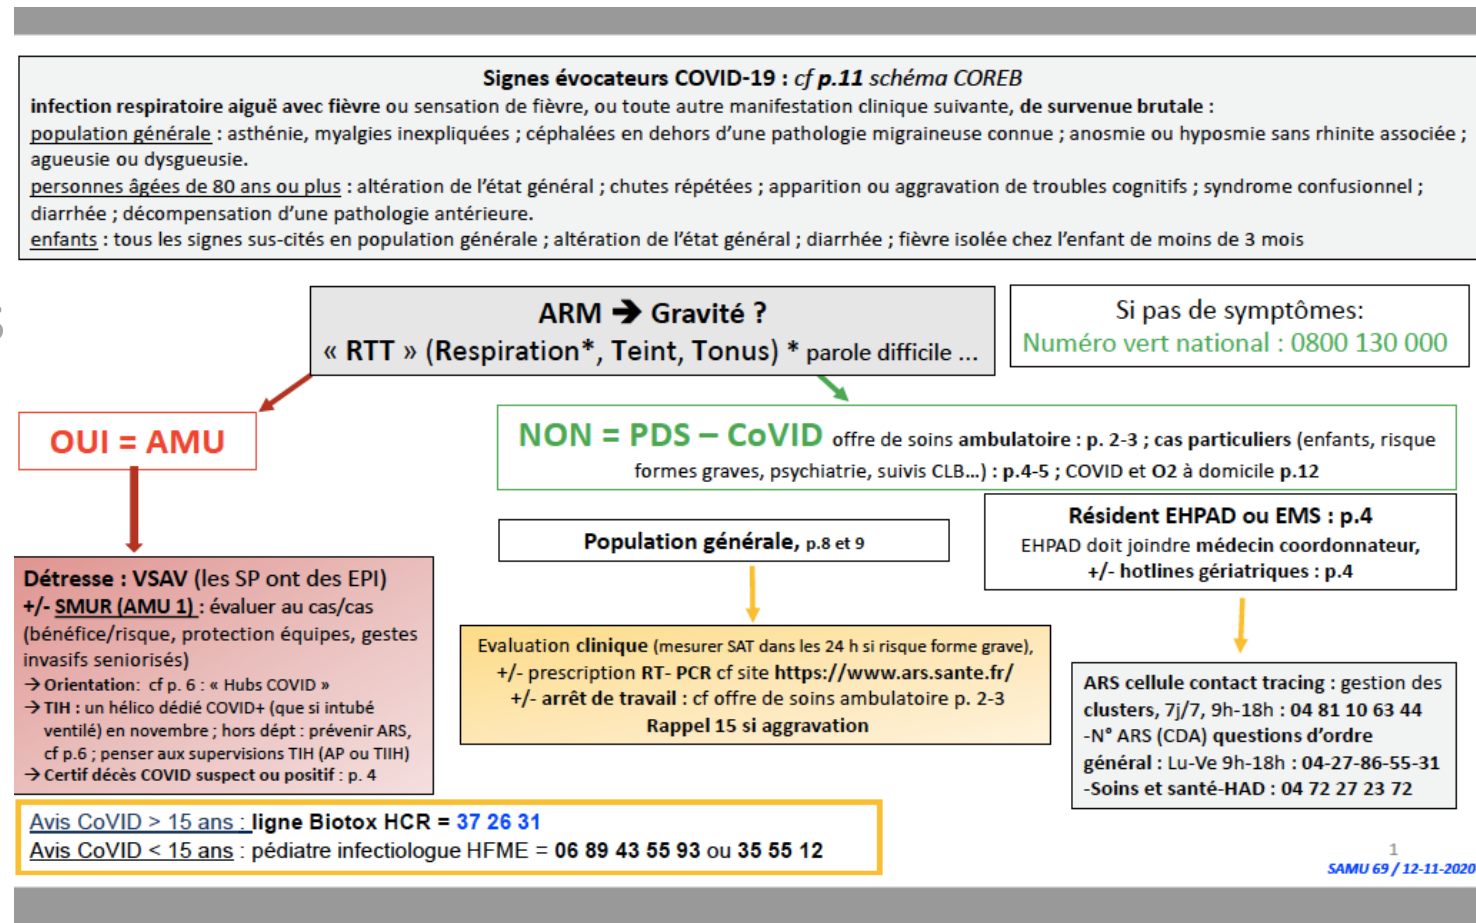 Signes évocateurs COVID-19 : cf p.11 schéma COREB
infection respiratoire aiguë avec fièvre ou sensation de fièvre, ou toute autre manifestation clinique suivante, de survenue brutale :
population générale : asthénie, myalgies inexpliquées ; céphalées en dehors d'une pathologie migraineuse connue ; anosmie ou hyposmie sans rhinite associée ;
agueusie ou dysgueusie.
personnes âgées de 80 ans ou plus : altération de l'état général ; chutes répétées ; apparition ou aggravation de troubles cognitifs ; syndrome confusionnel ;
diarrhée ; décompensation d'une pathologie antérieure.
enfants : tous les signes sus-cités en population générale ; altération de l'état général ; diarrhée ; fièvre isolée chez l'enfant de moins de 3 mois
s
ARM ➔ Gravité ?
« RTT » (Respiration*, Teint, Tonus) * parole difficile ...
Si pas de symptômes:
Numéro vert national : 0800 130 000
OUI = AMU
NON = PDS – CoVID offre de soins ambulatoire : p. 2-3 ; cas particuliers (enfants, risque
formes graves, psychiatrie, suivis CLB...) : p.4-5 ; COVID et O2 à domicile p.12
Population générale, p.8 et 9
Résident EHPAD ou EMS : p.4
EHPAD doit joindre médecin coordonnateur,
+/- hotlines gériatriques : p.4
Détresse : VSAV (les SP ont des EPI)
+/- SMUR (AMU 1) : évaluer au cas/cas
(bénéfice/risque, protection équipes, gestes
invasifs seniorisés)
→ Orientation: cf p. 6 : « Hubs COVID »
→ TIH : un hélico dédié COVID+ (que si intubé
ventilé) en novembre ; hors dépt : prévenir ARS,
cf p.6 ; penser aux supervisions TIH (AP ou TIIH)
→ Certif décès COVID suspect ou positif : p. 4
Evaluation clinique (mesurer SAT dans les 24 h si risque forme grave),
+/- prescription RT- PCR cf site https://www.ars.sante.fr/
+/- arrêt de travail : cf offre de soins ambulatoire p. 2-3
Rappel 15 si aggravation
ARS cellule contact tracing : gestion des
clusters, 7j/7, 9h-18h : 04 81 10 63 44
-N° ARS (CDA) questions d'ordre
général : Lu-Ve 9h-18h : 04-27-86-55-31
-Soins et santé-HAD : 04 72 27 23 72
Avis CoVID > 15 ans : ligne Biotox HCR = 37 26 31
Avis CoVID < 15 ans : pédiatre infectiologue HFME = 06 89 43 55 93 ou 35 55 12
1
SAMU 69 / 12-11-2020